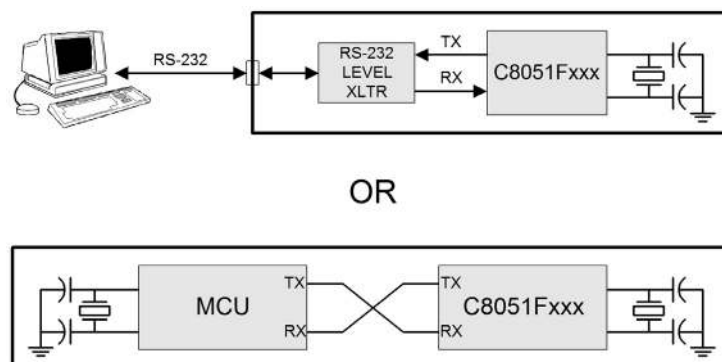 RS-232
RS-232
LEVEL
XLTR
TX
RX
C8051Fxxx
OR
MCU
TX
RX
TX
RX
C8051Fxxx